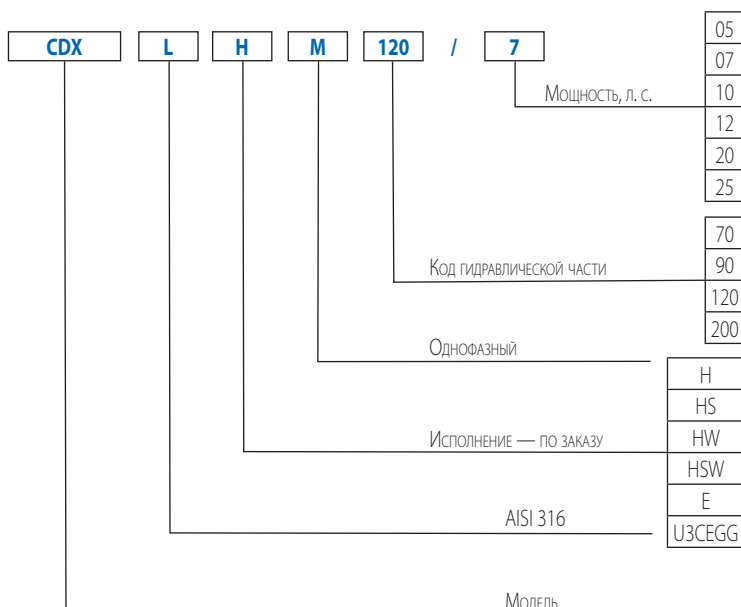 CDX L H M 120 / 7
05
07
Мощность, л. с. 10
12
20
25
70
Код гидравлической части 90
120
200
Однофазный
H
HS
Исполнение — по заказу HW
HSW
E
AISI 316 U3CEGG
Модель